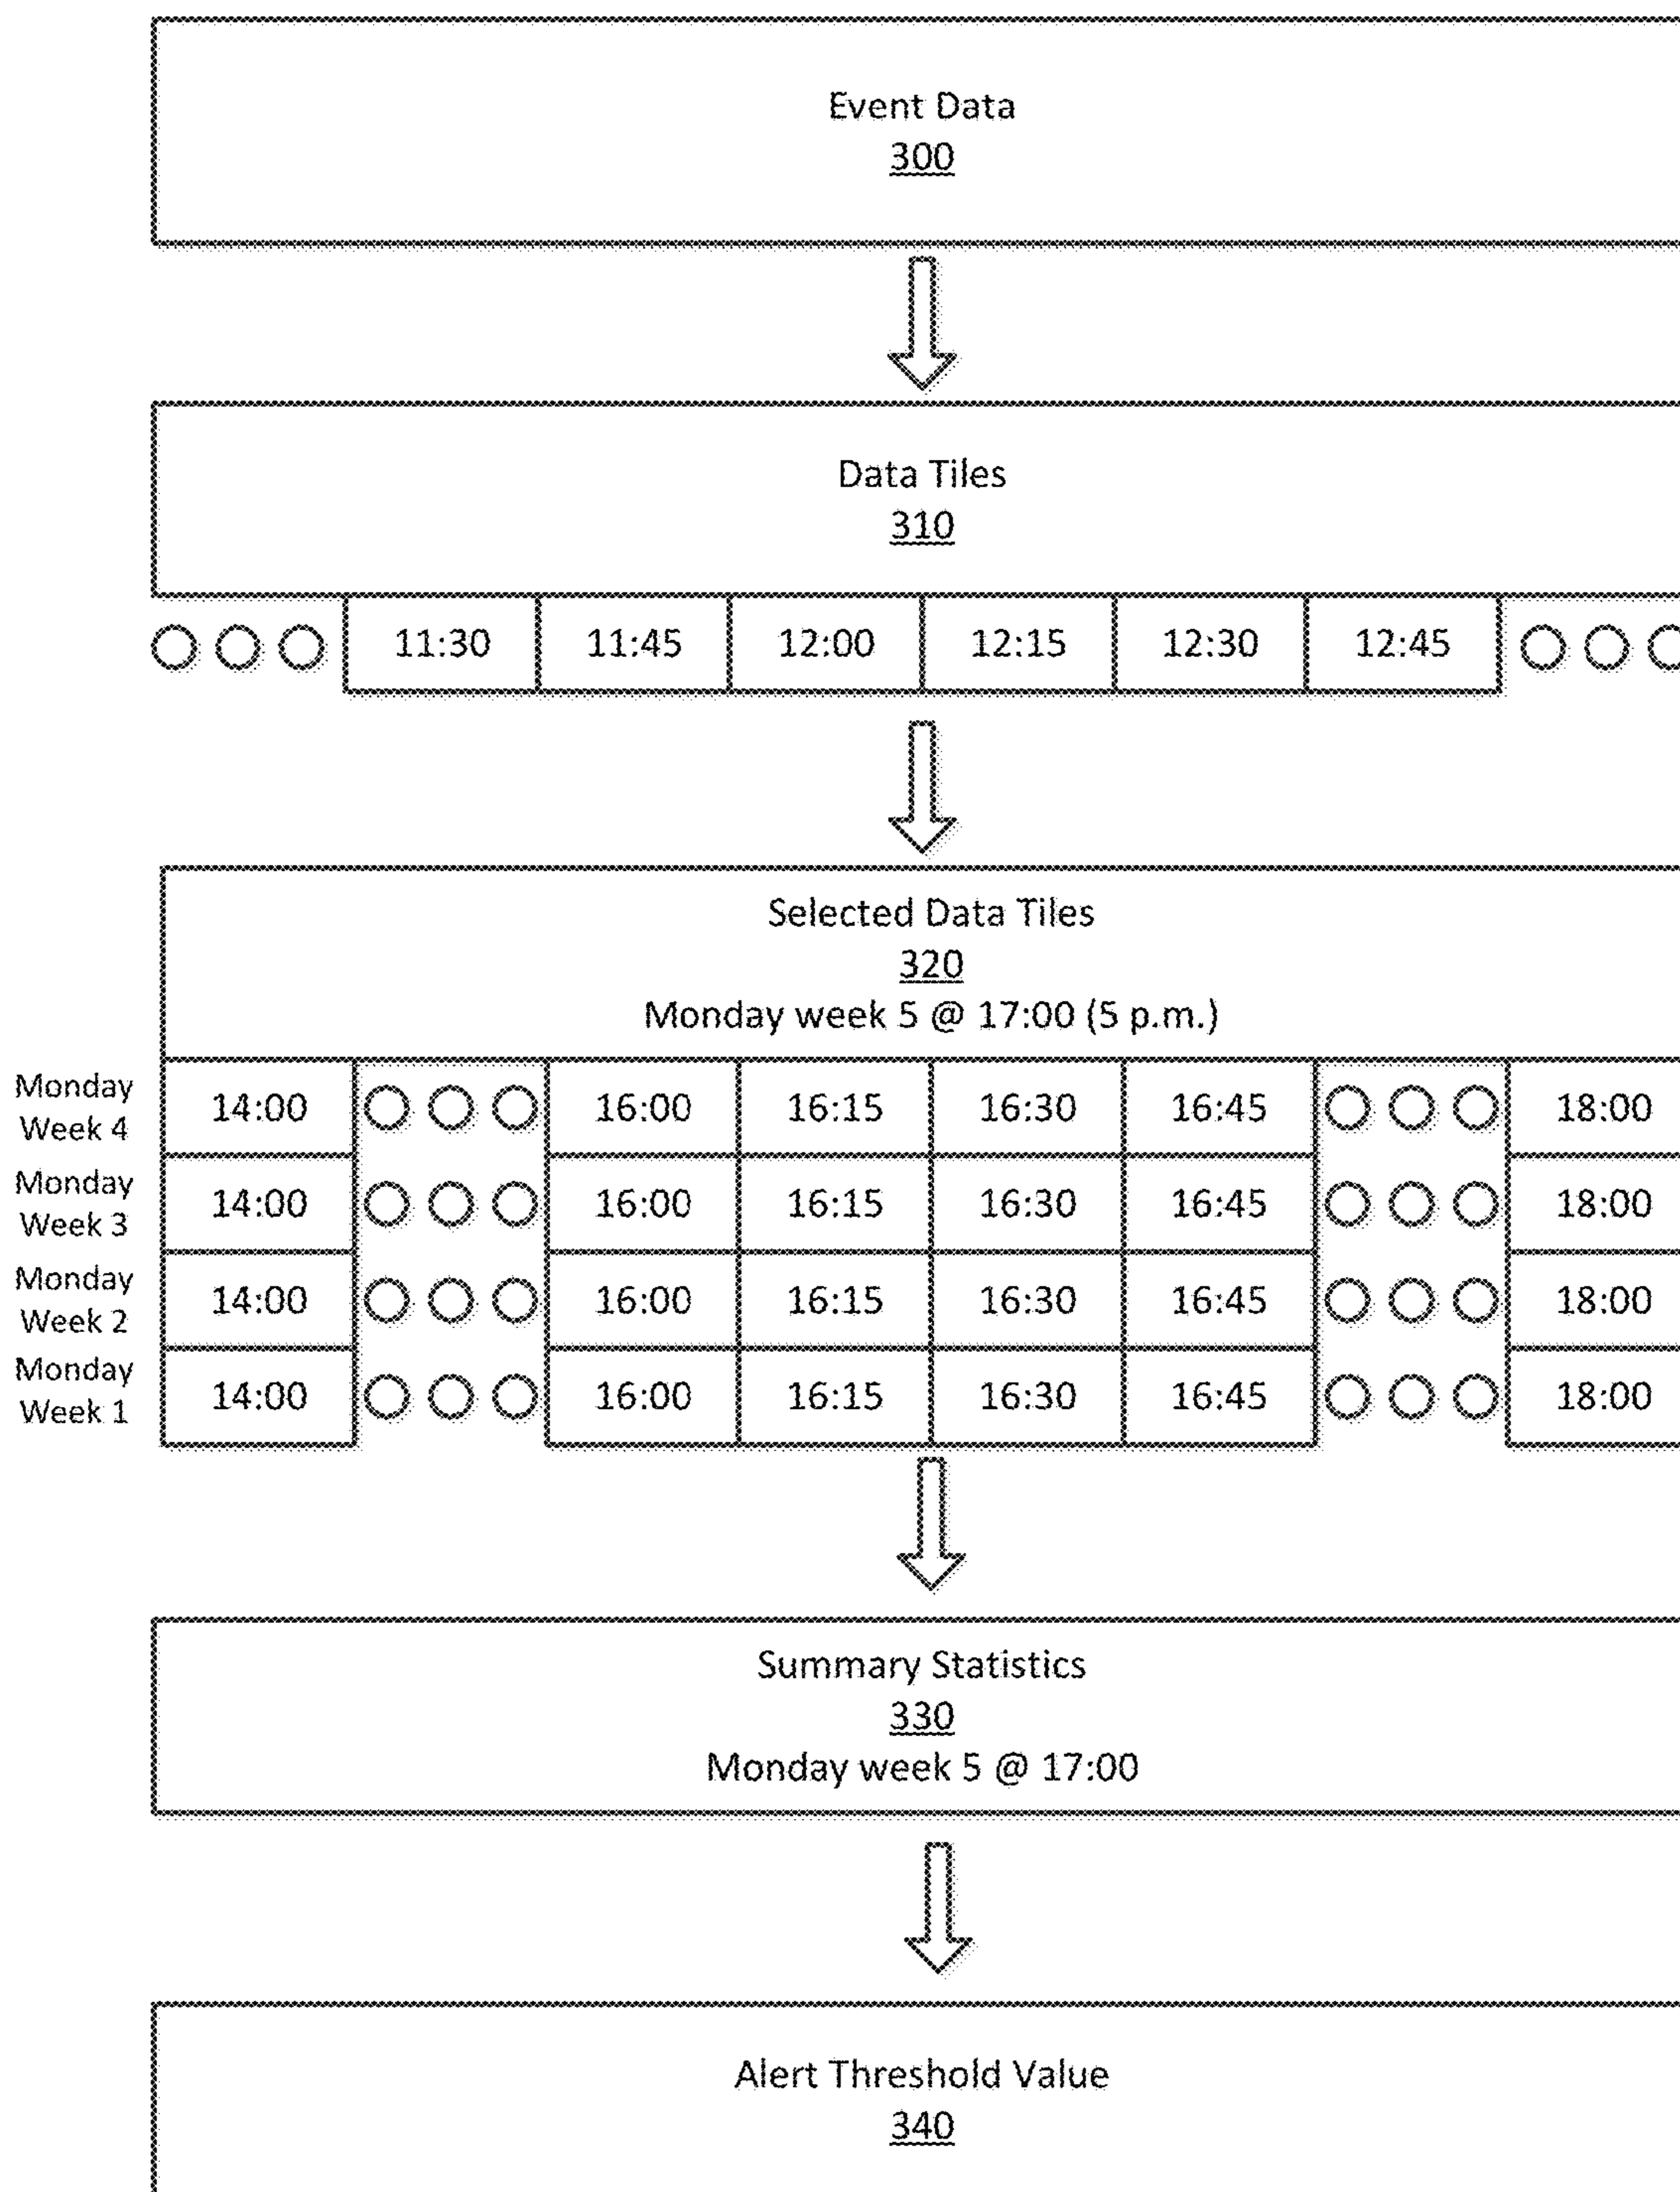 Event Data
300
Data Tiles
310
11:30 11:45 12:00 12:15 12:30 12:45
Selected Data Tiles
320
Monday week 5 @ 17:00 (5 p.m.)
Monday
Week 4
14:00 16:00 16:15 16:30 16:45 18:00
Monday
Week 3
14:00 16:00 16:15 16:30 16:45 18:00
Monday
Week 2
14:00 16:00 16:15 16:30 16:45 18:00
Monday
Week 1
14:00 16:00 16:15 16:30 16:45 18:00
Summary Statistics
330
Monday week 5 @ 17:00
Alert Threshold Value
340